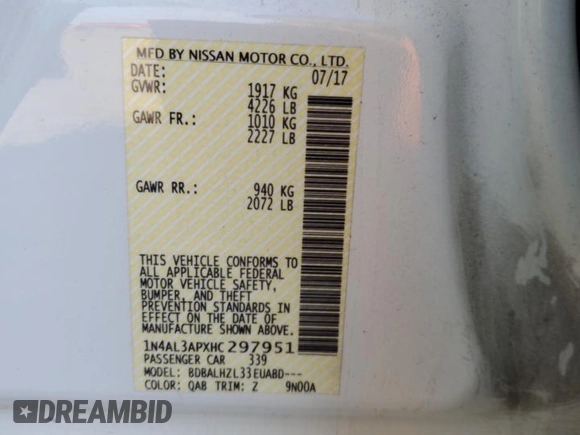 MFD BY NISSAN MOTOR CO., LTD.
DATE: 07/17
GVWR: 1917 KG
4226 LB
GAWR FR.: 1010 KG
2227 LB
GAWR RR.: 940 KG
2072 LB
THIS VEHICLE CONFORMS TO
ALL APPLICABLE FEDERAL
MOTOR VEHICLE SAFETY,
BUMPER, AND THEFT
PREVENTION STANDARDS IN
EFFECT ON THE DATE OF
MANUFACTURE SHOWN ABOVE.
1N4AL3APXHC297951
PASSENGER CAR 339
MODEL: BDBALHZL33EUABD---
COLOR: QAB TRIM: Z 9N00A
DREAMBID